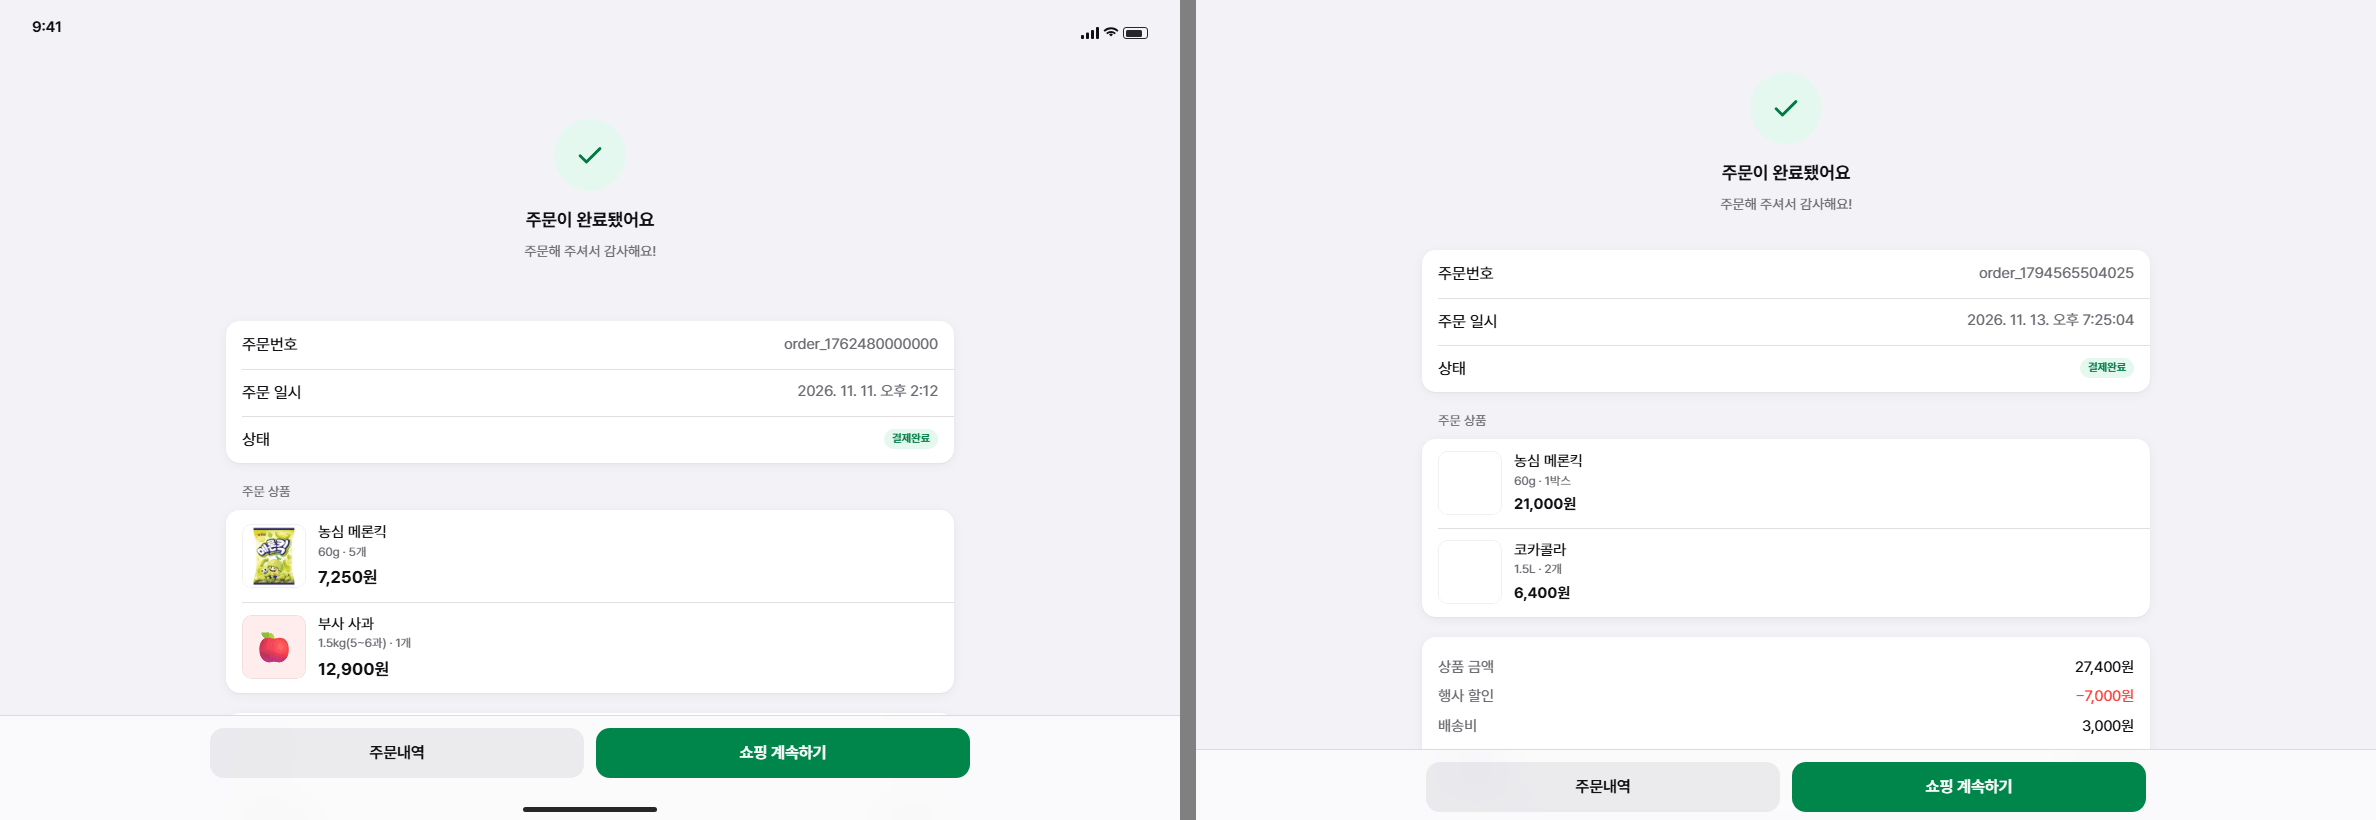 9:41
주문이 완료됐어요
주문해 주셔서 감사해요!
주문번호 order_1762480000000
주문 일시 2026. 11. 11. 오후 2:12
상태 결제완료
주문 상품
메론킥
농심 메론킥
60g · 5개
7,250원
부사 사과
1.5kg(5~6과) · 1개
12,900원
주문내역 쇼핑 계속하기
주문이 완료됐어요
주문해 주셔서 감사해요!
주문번호 order_1794565504025
주문 일시 2026. 11. 13. 오후 7:25:04
상태 결제완료
주문 상품
농심 메론킥
60g · 1박스
21,000원
코카콜라
1.5L · 2개
6,400원
상품 금액 27,400원
행사 할인 −7,000원
배송비 3,000원
주문내역 쇼핑 계속하기